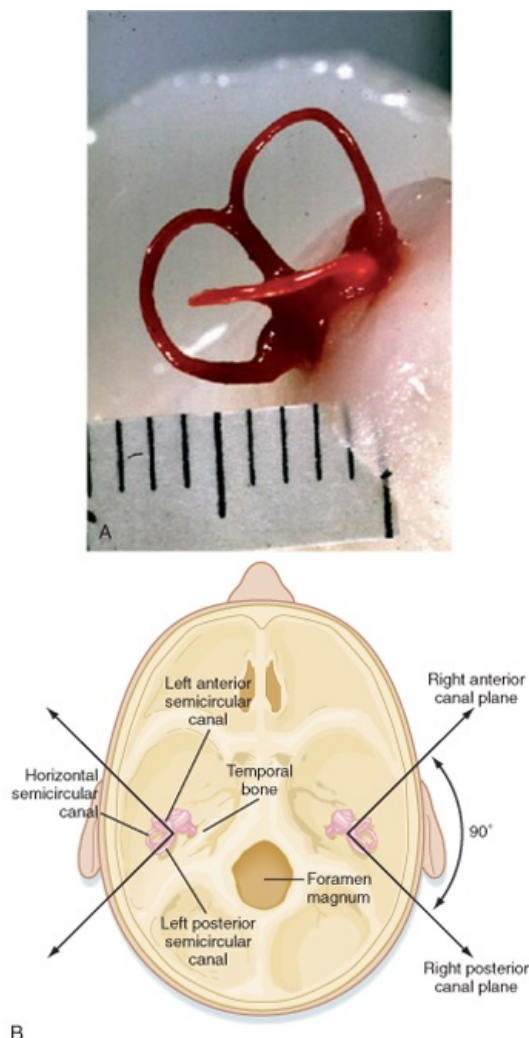 A
Left anterior
semicircular
canal
Right anterior
canal plane
Horizontal
semicircular
canal
Temporal
bone
90°
Foramen
magnum
Left posterior
semicircular
canal
Right posterior
canal plane
B